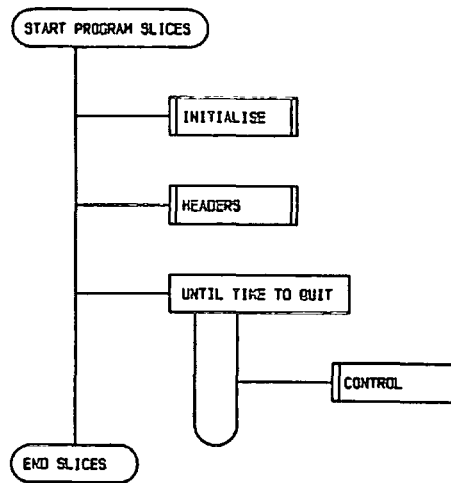 START PROGRAM SLICES
INITIALISE
HEADERS
UNTIL TIME TO QUIT
CONTROL
END SLICES